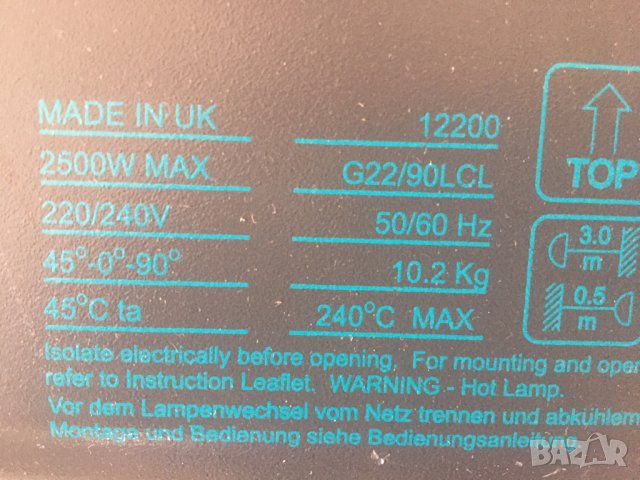 MADE IN UK 12200
2500W MAX G22/90LCL
220/240V 50/60 Hz
45°-0°-90° 10.2 Kg
45°C ta 240°C MAX
TOP
3.0
m
0.5
m
Isolate electrically before opening. For mounting and oper
refer to Instruction Leaflet. WARNING - Hot Lamp.
Vor dem Lampenwechsel vom Netz trennen und abkühlem
Montage und Bedienung siehe Bedienungsanleitung
BAZAR